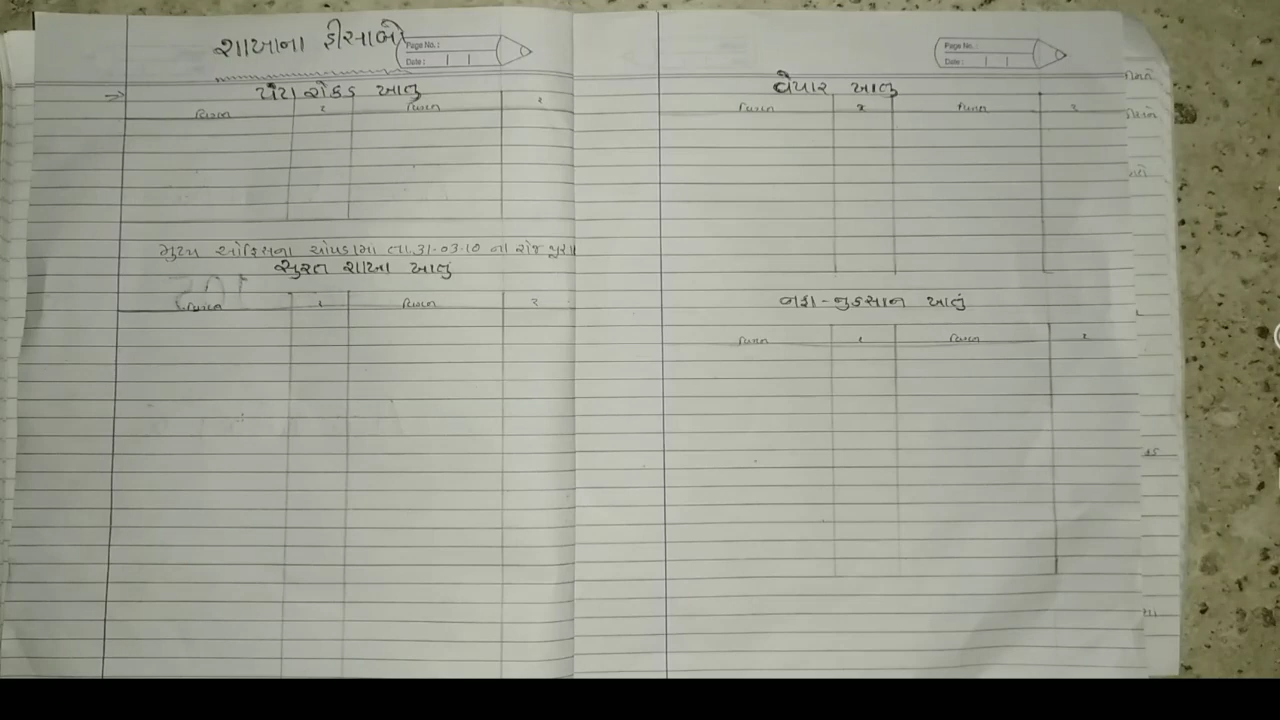 શાખાના હીસાબો
Page No. :
Date :
પેટા રોકડ ખાતુ
વિગત ર વિગત ર
મુખ્ય ઓફિસના ચોપડામાં તા.31-03-10 ના રોજ પુરા
સુરત શાખા ખાતું
વિગત ર વિગત ર
Page No. :
Date :
વેપાર ખાતુ
વિગત ર વિગત ર
નફા-નુકસાન ખાતું
વિગત ર વિગત ર